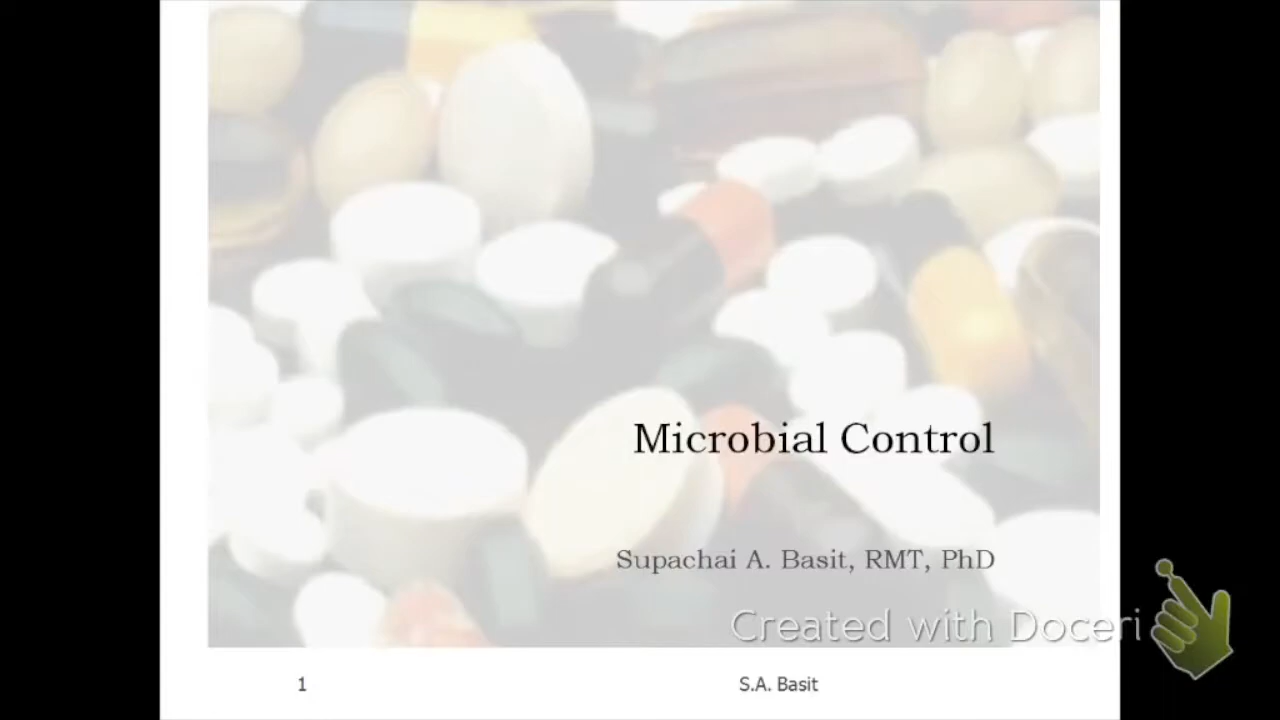 Microbial Control
Supachai A. Basit, RMT, PhD
Created with Doceri
1
S.A. Basit